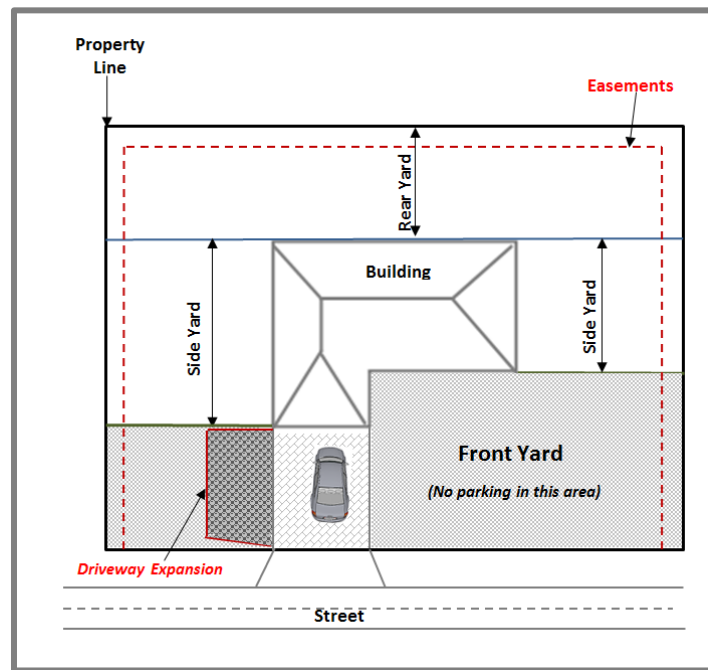 Property
Line
Easements
Rear Yard
Building
Side Yard
Side Yard
Front Yard
(No parking in this area)
Driveway Expansion
Street